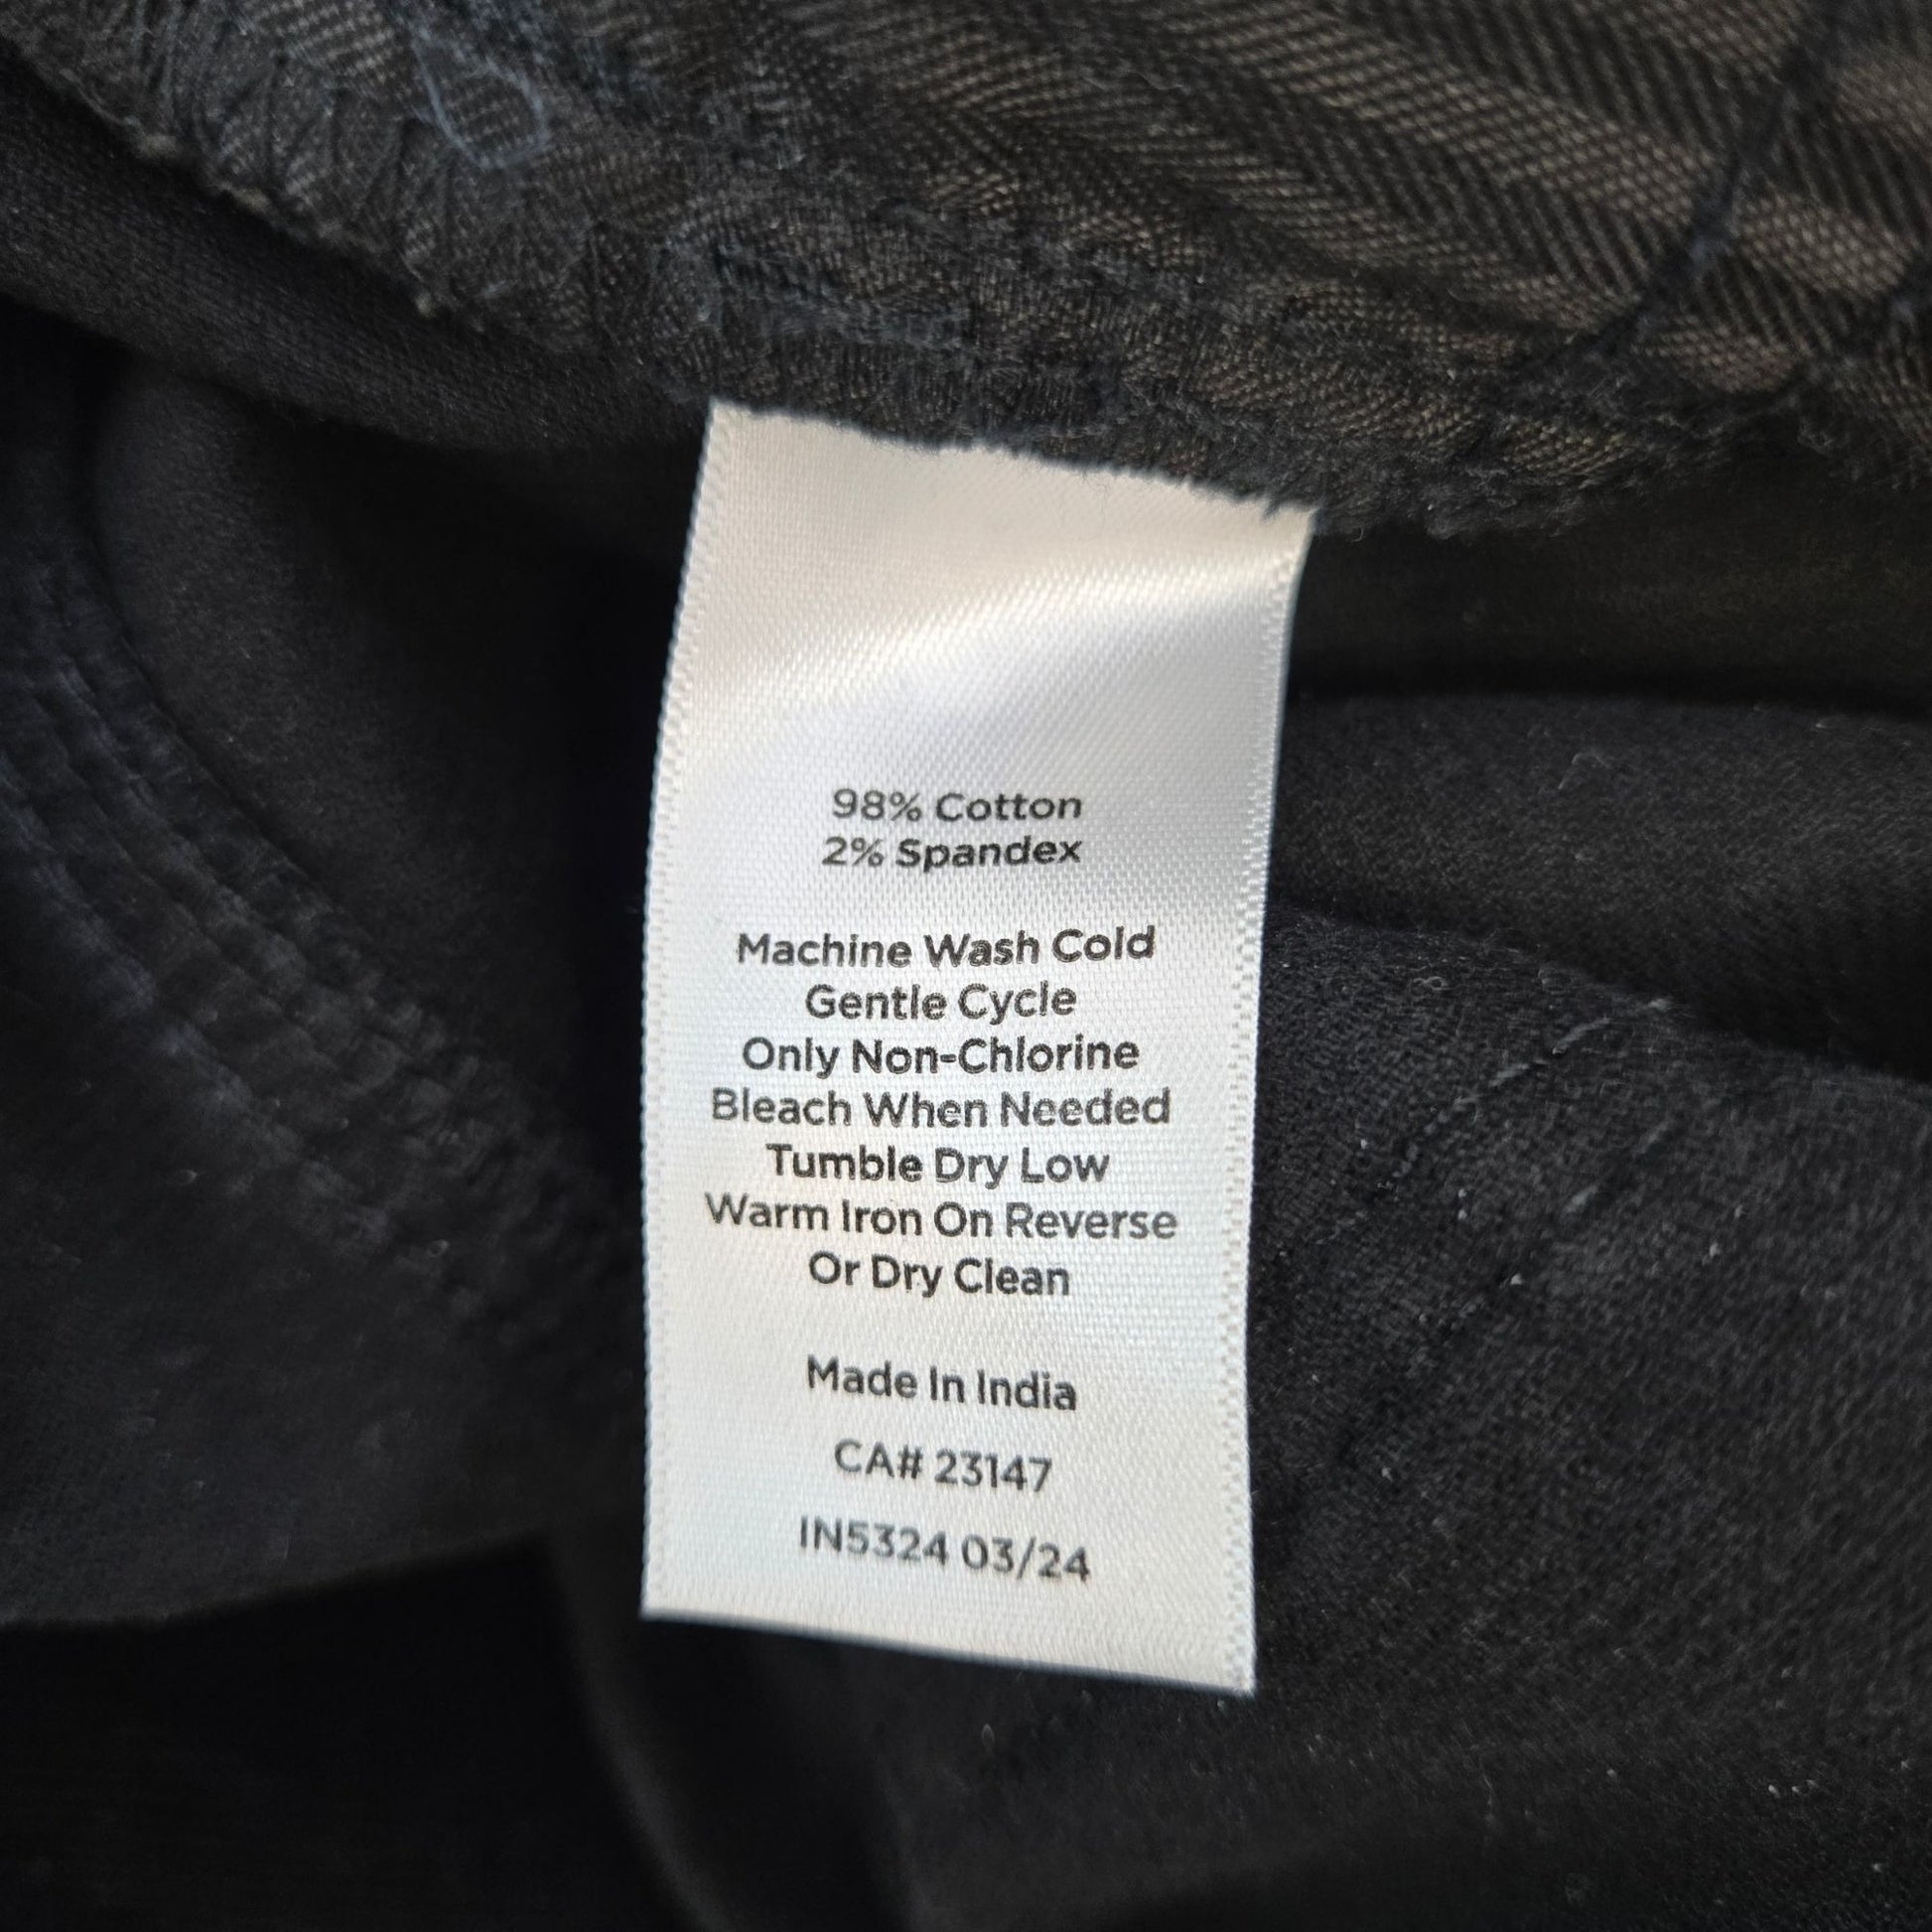 98% Cotton
2% Spandex
Machine Wash Cold
Gentle Cycle
Only Non-Chlorine
Bleach When Needed
Tumble Dry Low
Warm Iron On Reverse
Or Dry Clean
Made In India
CA# 23147
IN5324 03/24